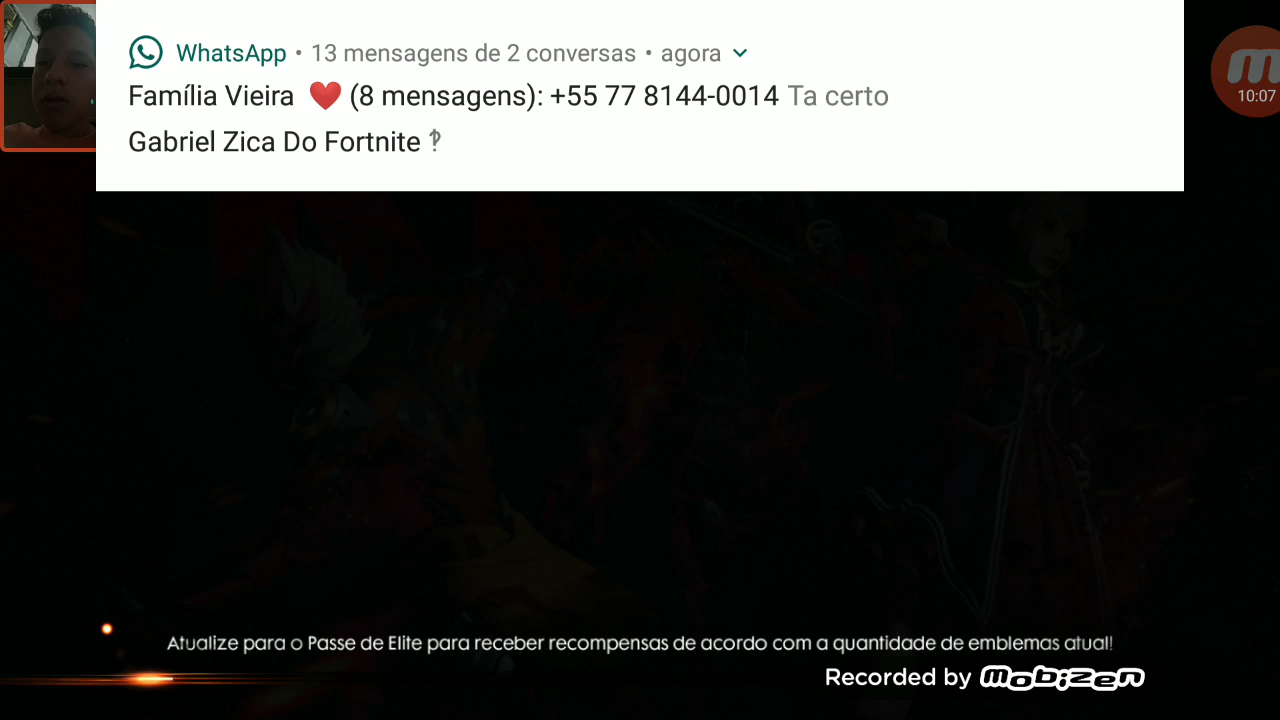 WhatsApp • 13 mensagens de 2 conversas • agora
Família Vieira ❤️ (8 mensagens): +55 77 8144-0014 Ta certo
Gabriel Zica Do Fortnite ‽
10:07
Atualize para o Passe de Elite para receber recompensas de acordo com a quantidade de emblemas atual!
Recorded by mobizen